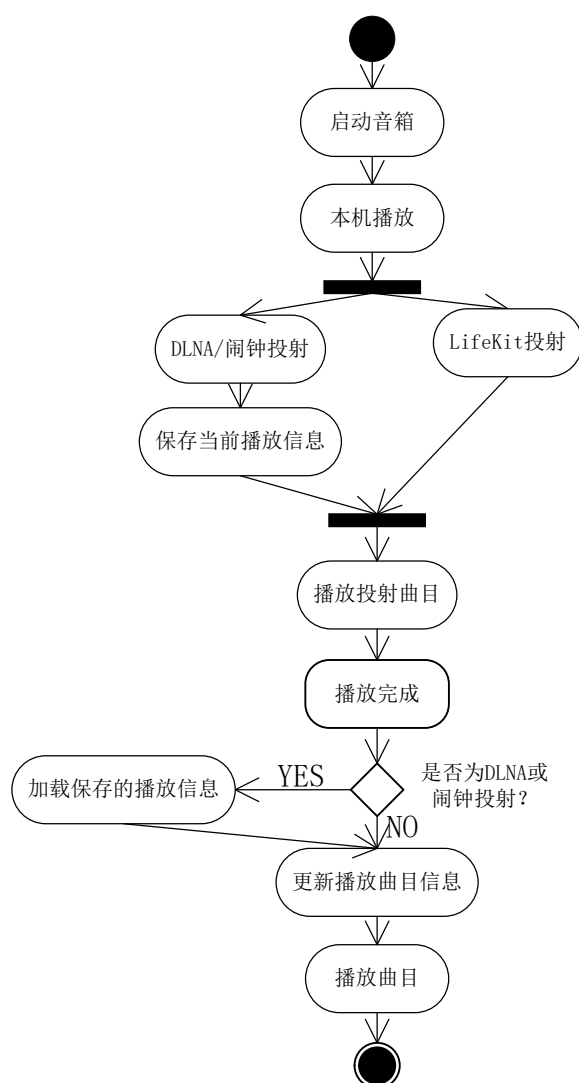 启动音箱
本机播放
DLNA/闹钟投射
LifeKit投射
保存当前播放信息
播放投射曲目
播放完成
是否为DLNA或
闹钟投射？
YES
加载保存的播放信息
NO
更新播放曲目信息
播放曲目